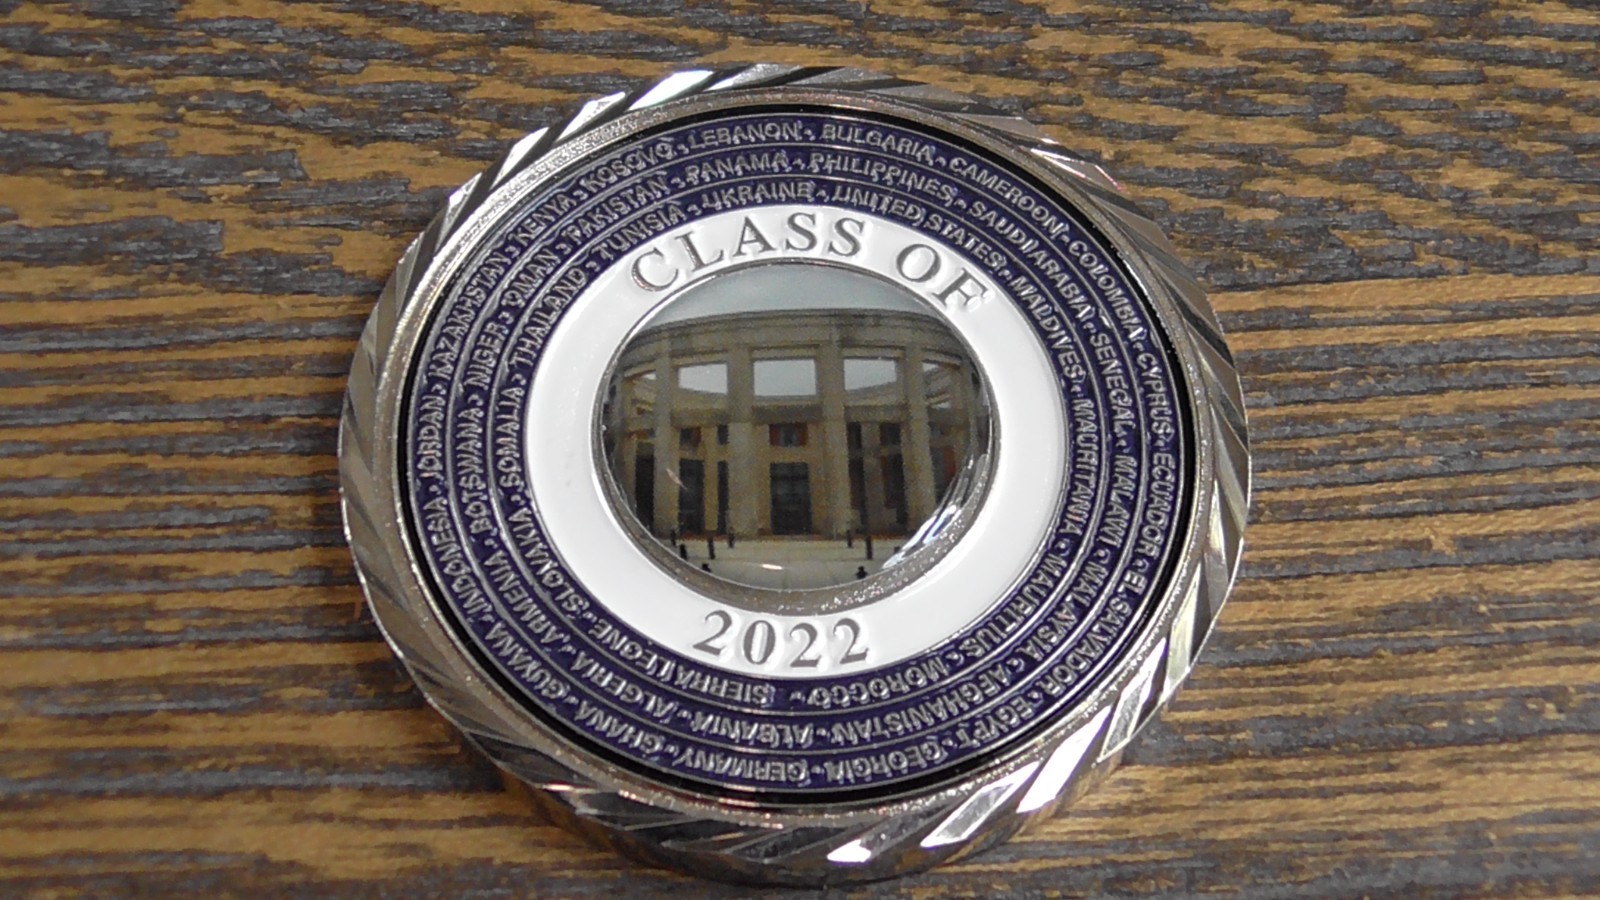 CLASS OF
2022
LEBANON • BULGARIA • CAMEROON • COLOMBIA • CYPRUS • ECUADOR • EL SALVADOR • EGYPT • GEORGIA • GERMANY • GHANA • GUYANA • INDONESIA • JORDAN • KAZAKHSTAN • KENYA • KOSOVO •
PANAMA • PHILIPPINES • SAUDI ARABIA • SENEGAL • MALAWI • MALAYSIA • AFGHANISTAN • ALBANIA • ALGERIA • ARMENIA • BOTSWANA • NIGER • OMAN • PAKISTAN •
UKRAINE • UNITED STATES • MALDIVES • MAURITANIA • MAURITIUS • MOROCCO • SIERRA LEONE • SLOVAKIA • SOMALIA • THAILAND • TUNISIA •